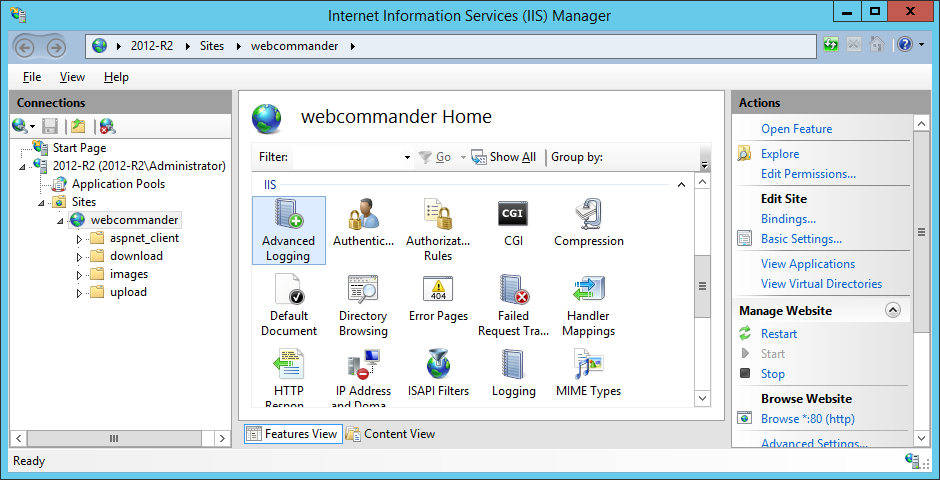 Internet Information Services (IIS) Manager
2012-R2 Sites webcommander
File View Help
Connections
Start Page
2012-R2 (2012-R2\Administrator)
Application Pools
Sites
webcommander
aspnet_client
download
images
upload
webcommander Home
Filter: Go Show All Group by:
IIS
Advanced
Logging
Authentic...
Authorizat...
Rules
CGI
CGI
Compression
Default
Document
Directory
Browsing
404
Error Pages
Failed
Request Tra...
Handler
Mappings
HTTP
Respon...
IP Address
and Doma...
ISAPI Filters
Logging
MIME Types
Features View
Content View
Actions
Open Feature
Explore
Edit Permissions...
Edit Site
Bindings...
Basic Settings...
View Applications
View Virtual Directories
Manage Website
Restart
Start
Stop
Browse Website
Browse *:80 (http)
Advanced Settings...
Ready